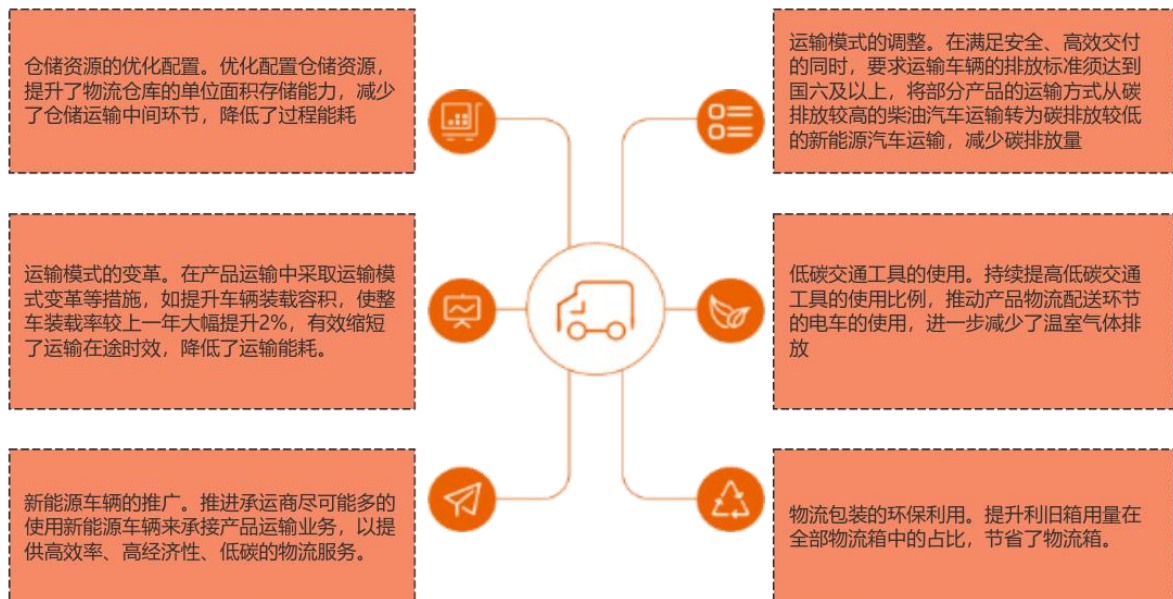 仓储资源的优化配置。优化配置仓储资源，
提升了物流仓库的单位面积存储能力，减少
了仓储运输中间环节，降低了过程能耗
运输模式的变革。在产品运输中采取运输模
式变革等措施，如提升车辆装载容积，使整
车装载率较上一年大幅提升2%，有效缩短
了运输在途时效，降低了运输能耗。
新能源车辆的推广。推进承运商尽可能多的
使用新能源车辆来承接产品运输业务，以提
供高效率、高经济性、低碳的物流服务。
运输模式的调整。在满足安全、高效交付
的同时，要求运输车辆的排放标准须达到
国六及以上，将部分产品的运输方式从碳
排放较高的柴油汽车运输转为碳排放较低
的新能源汽车运输，减少碳排放量
低碳交通工具的使用。持续提高低碳交通
工具的使用比例，推动产品物流配送环节
的电车的使用，进一步减少了温室气体排
放
物流包装的环保利用。提升利旧箱用量在
全部物流箱中的占比，节省了物流箱。